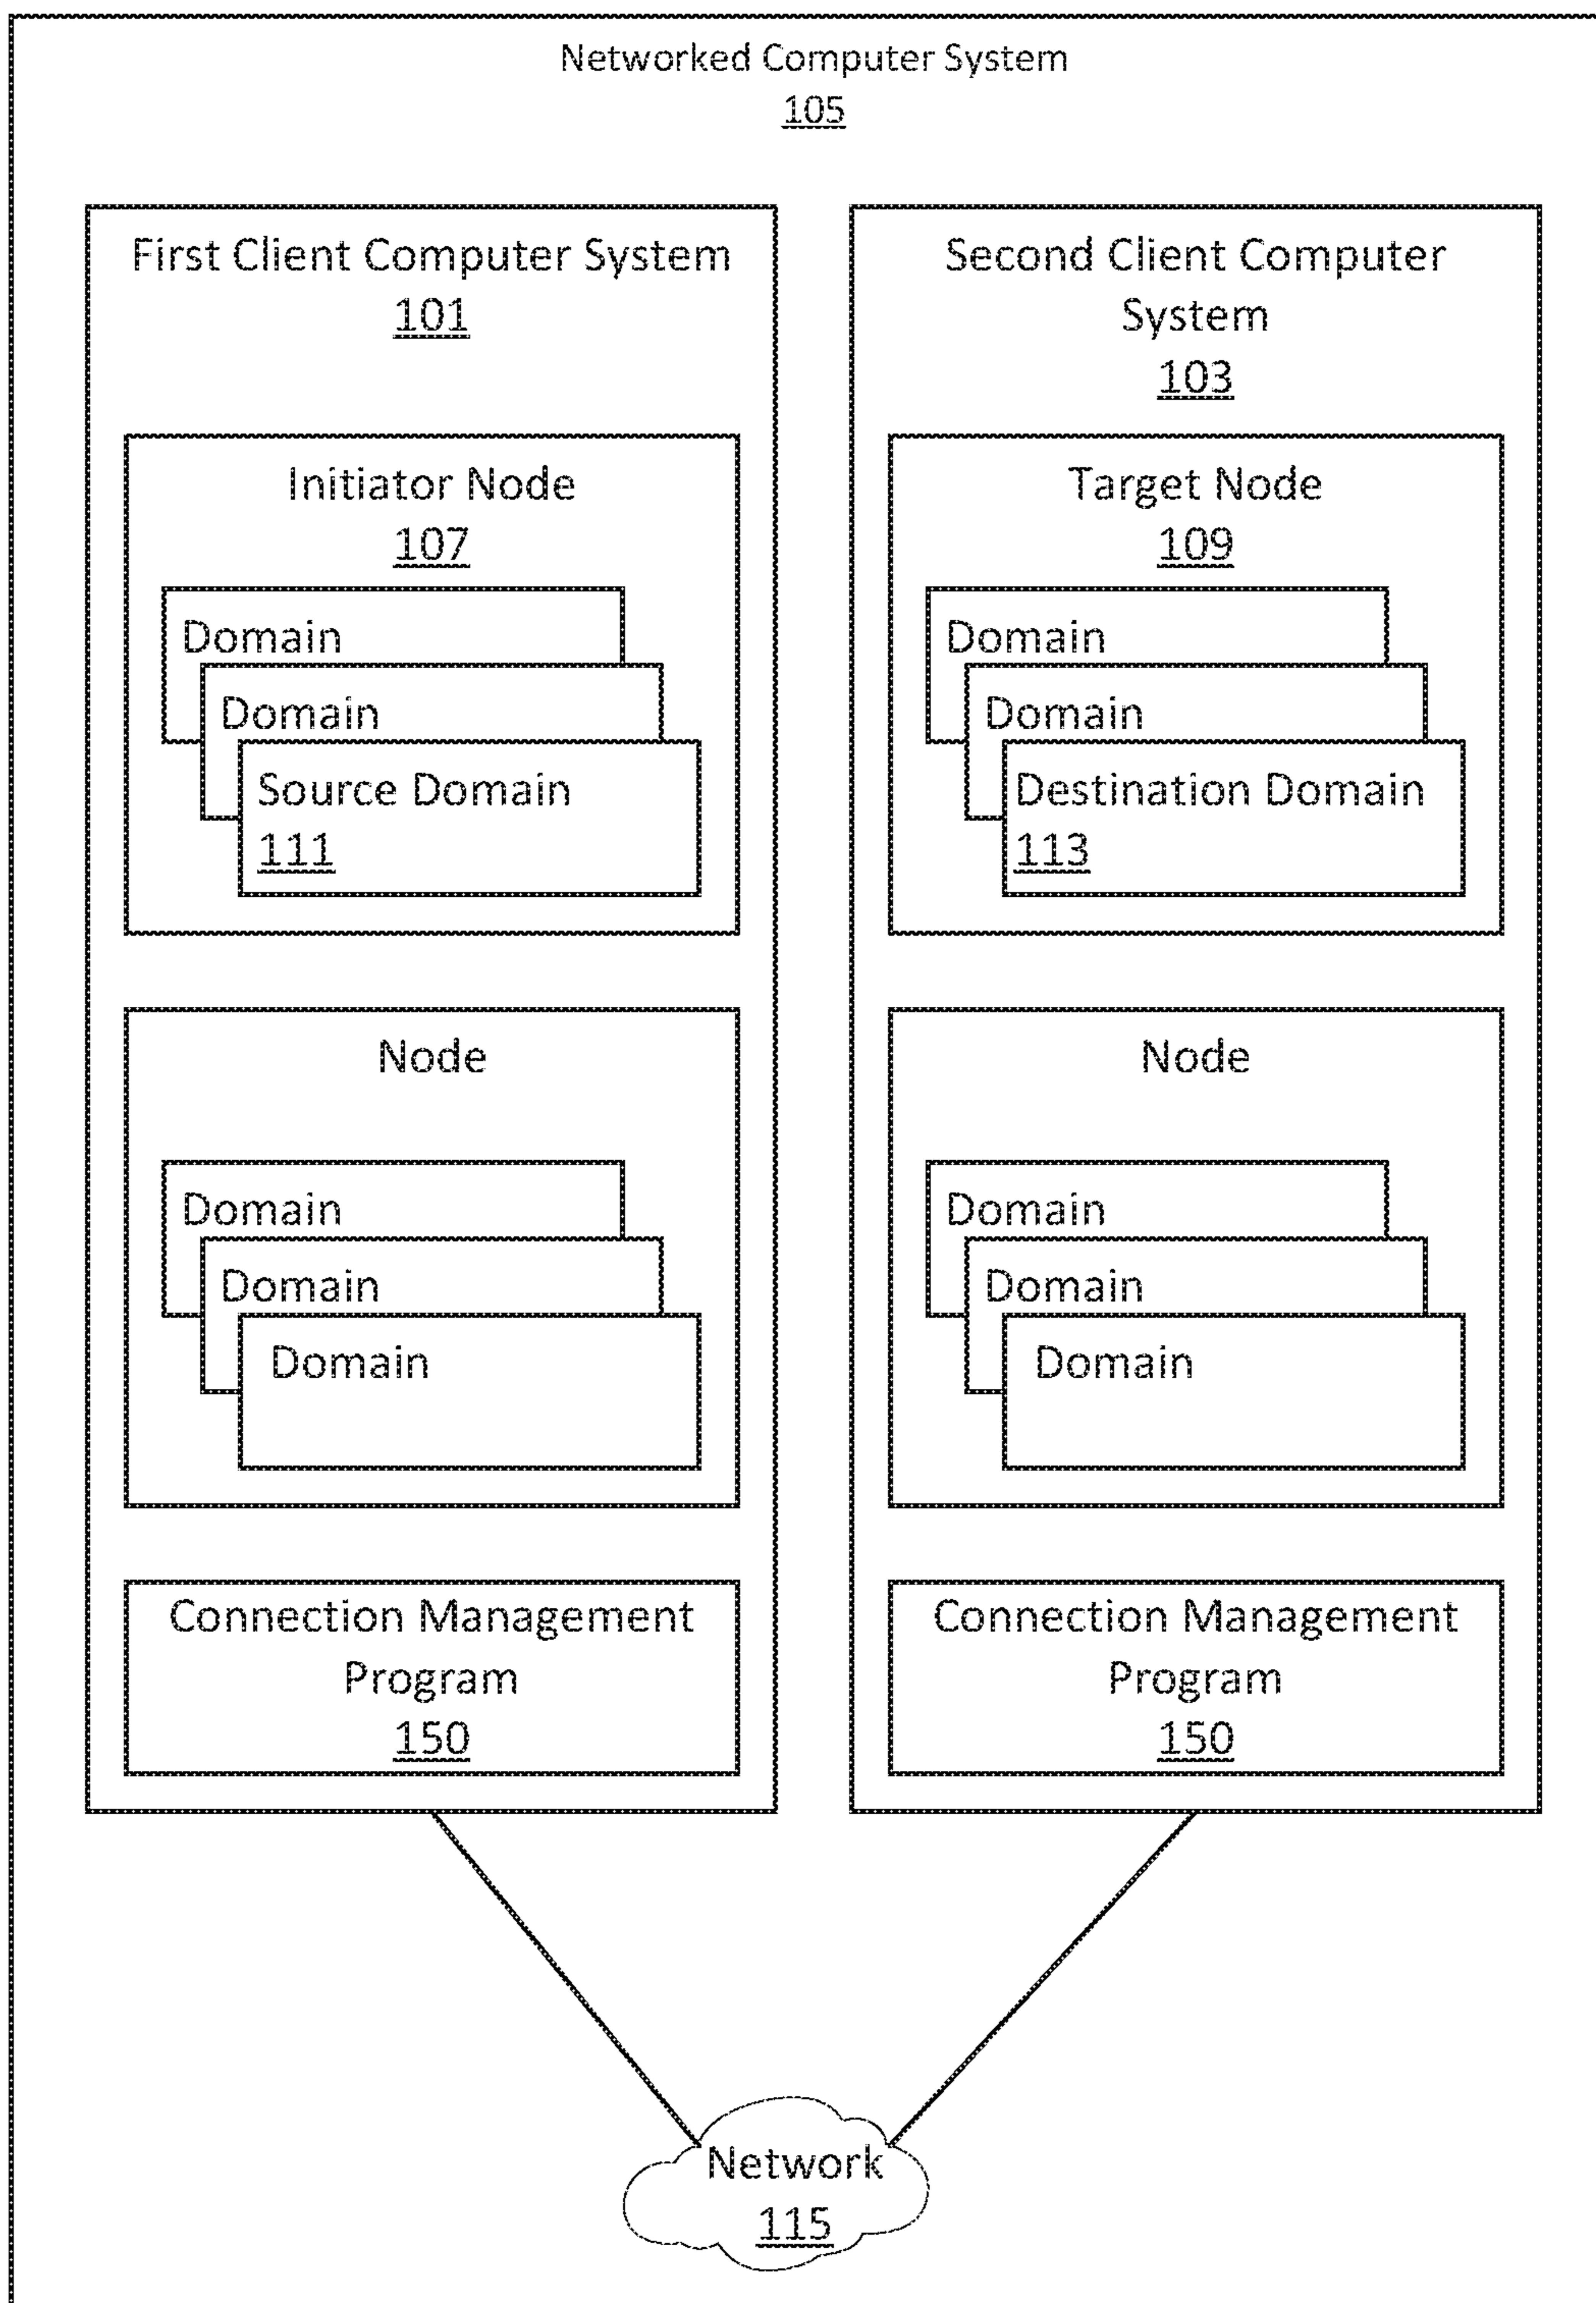 Networked Computer System
105
First Client Computer System
101
Initiator Node
107
Domain
Domain
Source Domain
111
Node
Domain
Domain
Domain
Connection Management
Program
150
Second Client Computer
System
103
Target Node
109
Domain
Domain
Destination Domain
113
Node
Domain
Domain
Domain
Connection Management
Program
150
Network
115